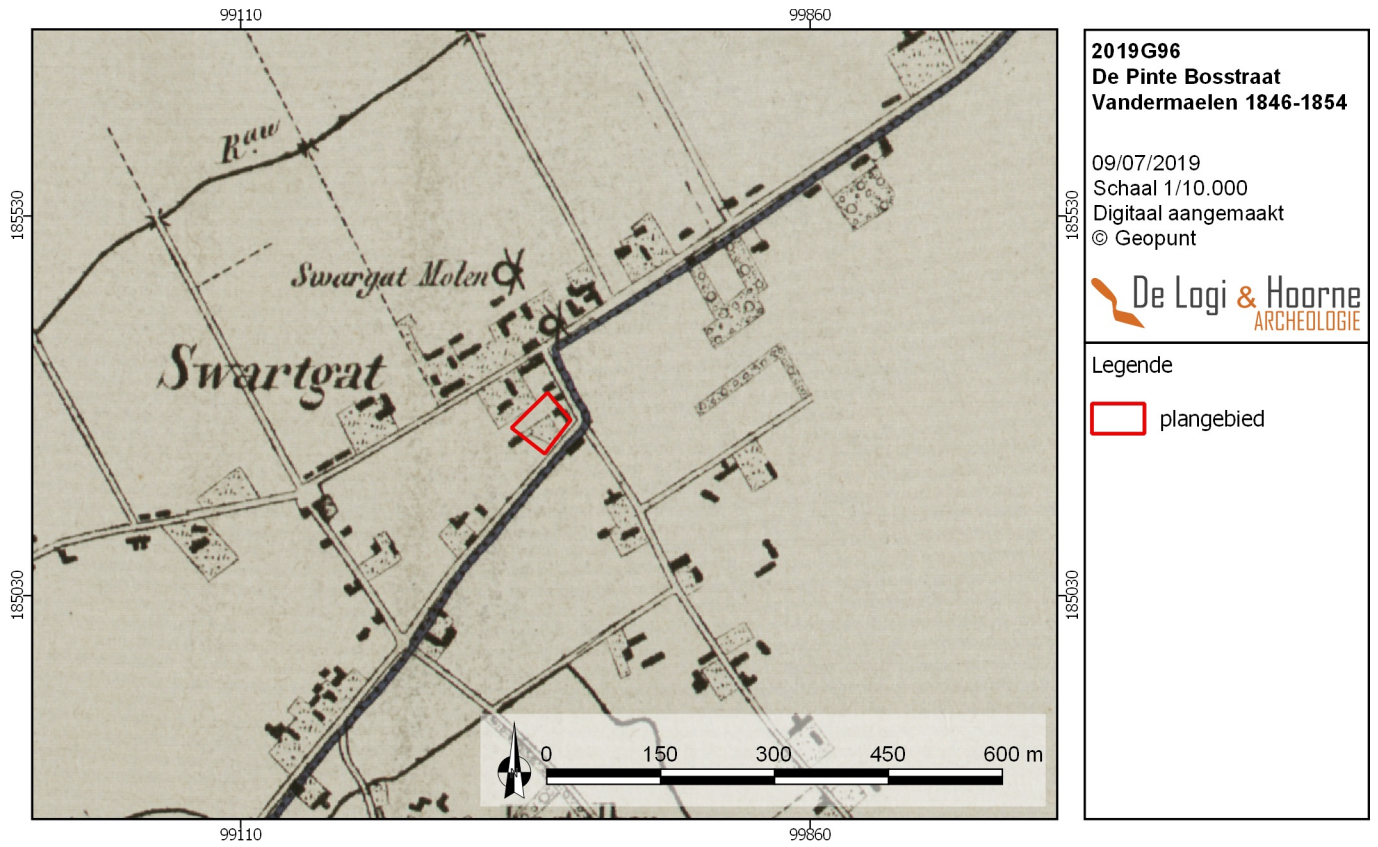 99110
99860
2019G96
De Pinte Bosstraat
Vandermaelen 1846-1854
09/07/2019
Schaal 1/10.000
Digitaal aangemaakt
© Geopunt
De Logi & Hoorne
ARCHEOLOGIE
Legende
plangebied
185530
185530
R.au
Swargat Molen
Swartgat
185030
185030
0 150 300 450 600 m
N
99110
99860